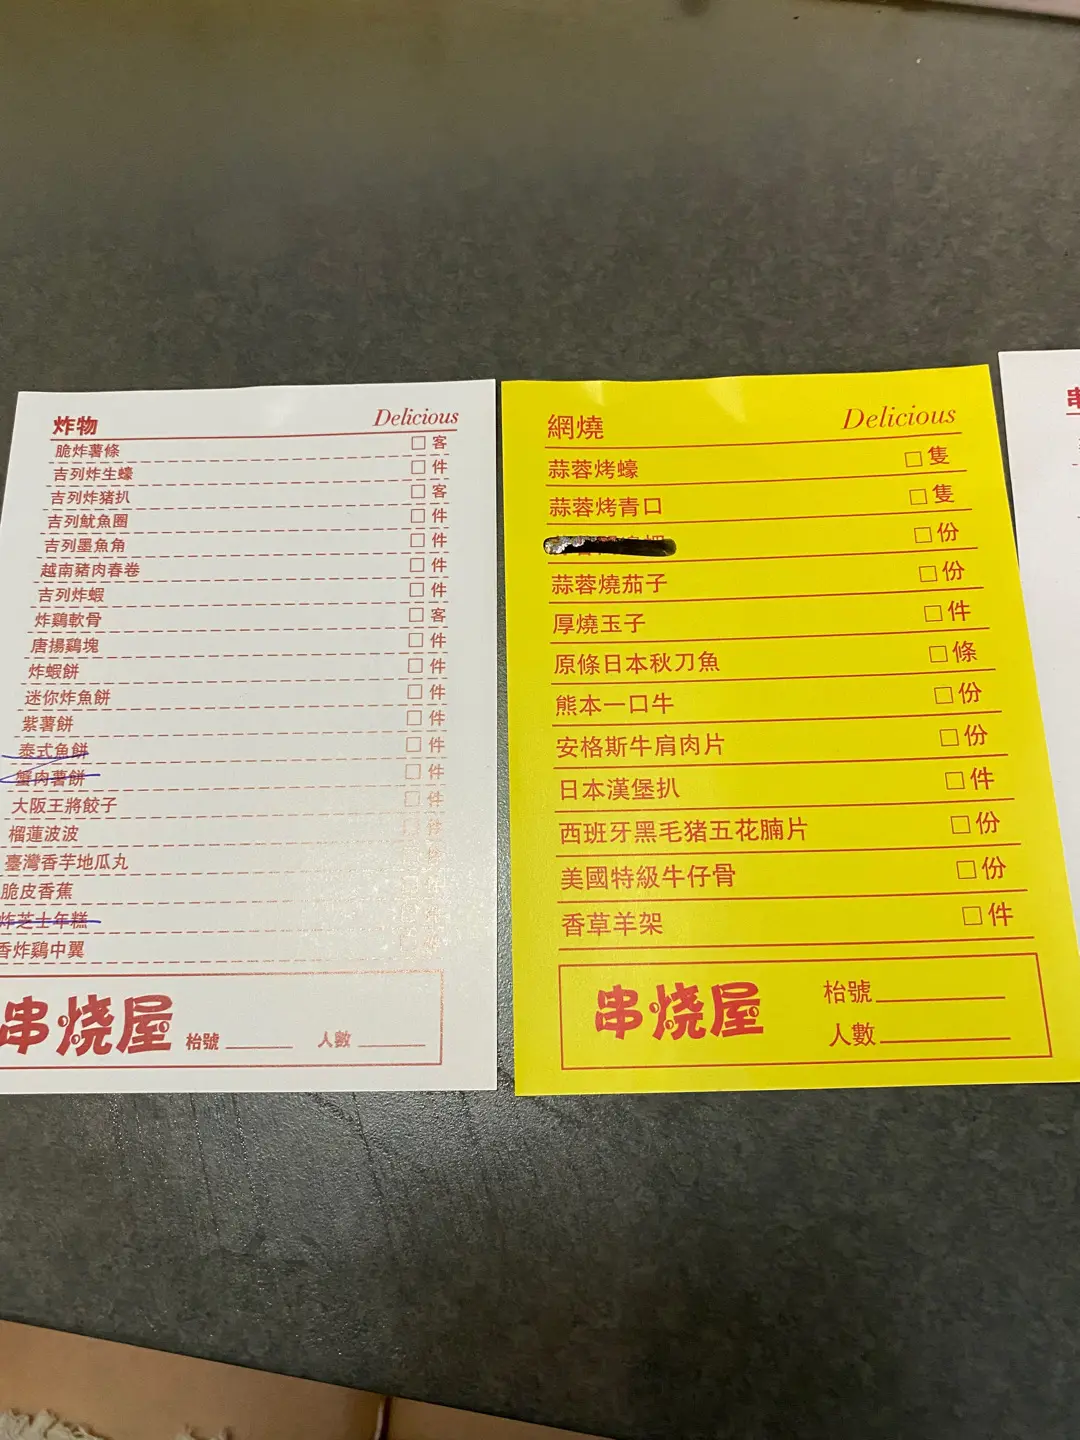 炸物 Delicious
脆炸薯條 □ 客
吉列炸生蠔 □ 件
吉列炸猪扒 □ 客
吉列魷魚圈 □ 件
吉列墨魚角 □ 件
越南豬肉春卷 □ 件
吉列炸蝦 □ 件
炸鷄軟骨 □ 客
唐揚鷄塊 □ 件
炸蝦餅 □ 件
迷你炸魚餅 □ 件
紫薯餅 □ 件
泰式魚餅 □ 件
蟹肉薯餅 □ 件
大阪王將餃子 □ 件
榴蓮波波 □ 件
臺灣香芋地瓜丸
脆皮香蕉
炸芝士年糕
香炸鷄中翼
串烧屋 枱號 人數
網燒 Delicious
蒜蓉烤蠔 □ 隻
蒜蓉烤青口 □ 隻
□ 份
蒜蓉燒茄子 □ 份
厚燒玉子 □ 件
原條日本秋刀魚 □ 條
熊本一口牛 □ 份
安格斯牛肩肉片 □ 份
日本漢堡扒 □ 件
西班牙黑毛猪五花腩片 □ 份
美國特級牛仔骨 □ 份
香草羊架 □ 件
串烧屋 枱號
人數